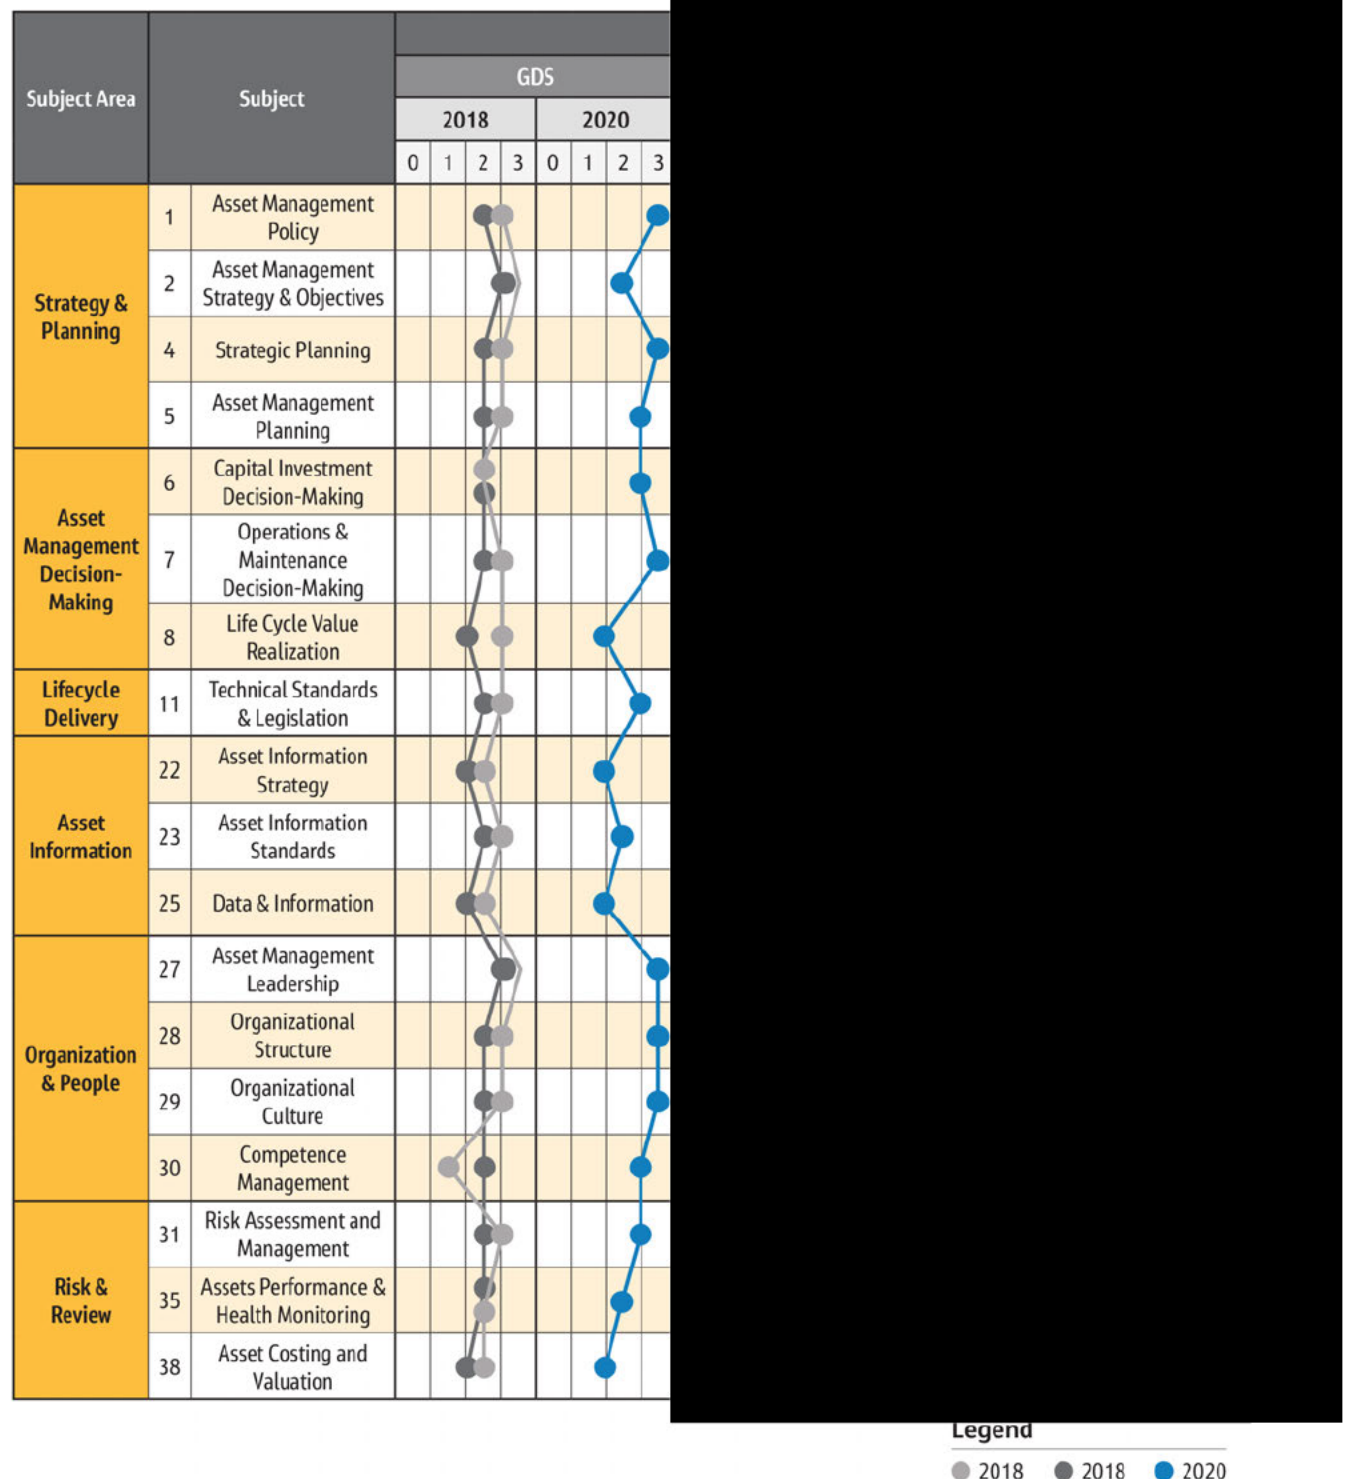 Subject Area
Subject
GDS
2018
2020
0 1 2 3 0 1 2 3
Strategy &
Planning
1
Asset Management
Policy
2
Asset Management
Strategy & Objectives
4
Strategic Planning
5
Asset Management
Planning
Asset
Management
Decision-
Making
6
Capital Investment
Decision-Making
7
Operations &
Maintenance
Decision-Making
8
Life Cycle Value
Realization
Lifecycle
Delivery
11
Technical Standards
& Legislation
Asset
Information
22
Asset Information
Strategy
23
Asset Information
Standards
25
Data & Information
Organization
& People
27
Asset Management
Leadership
28
Organizational
Structure
29
Organizational
Culture
30
Competence
Management
Risk &
Review
31
Risk Assessment and
Management
35
Assets Performance &
Health Monitoring
38
Asset Costing and
Valuation
Legend
2018 2018 2020